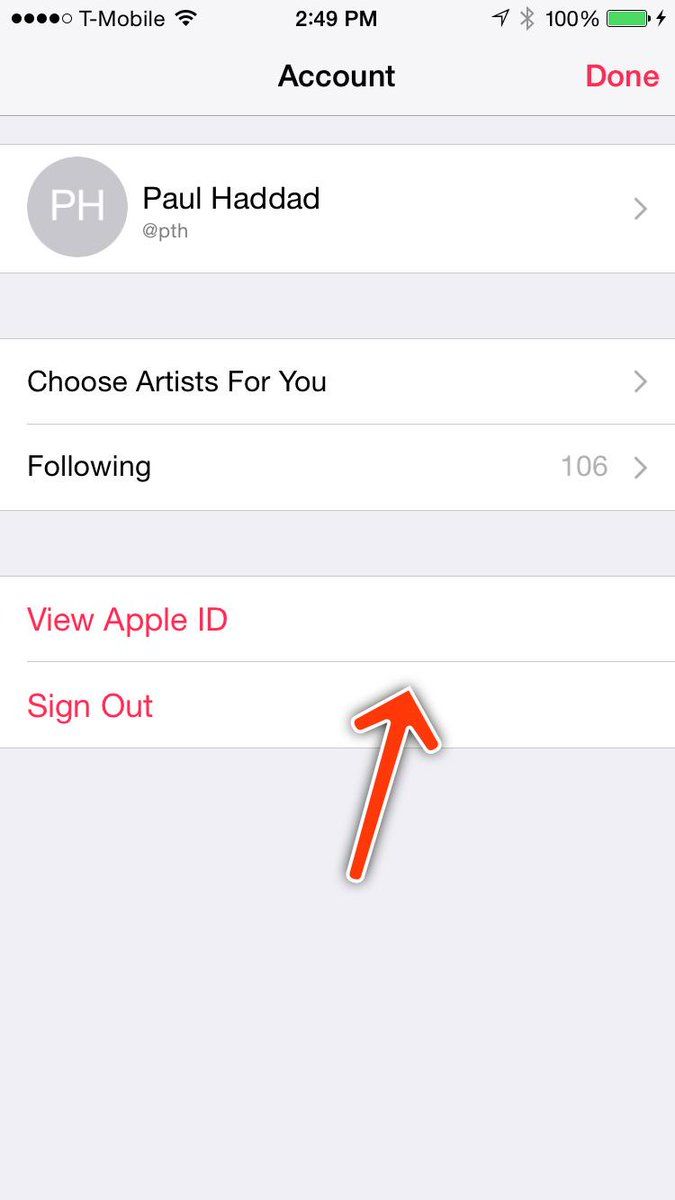 T-Mobile 2:49 PM 100%
Account Done
PH
Paul Haddad
@pth
Choose Artists For You
Following 106
View Apple ID
Sign Out